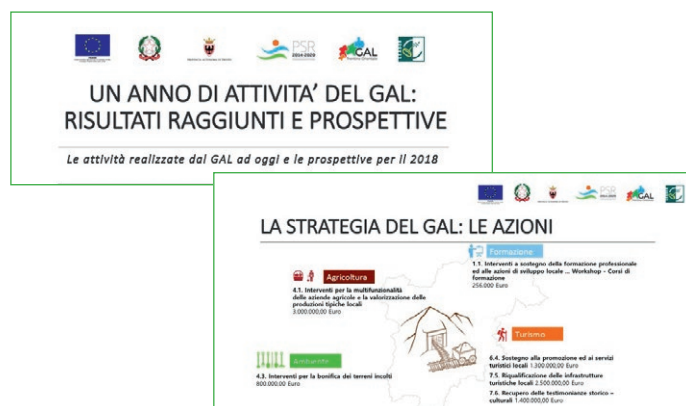 PSR
2014-2020
GAL
UN ANNO DI ATTIVITA' DEL GAL:
RISULTATI RAGGIUNTI E PROSPETTIVE
Le attività realizzate dal GAL ad oggi e le prospettive per il 2018
PSR
GAL
LA STRATEGIA DEL GAL: LE AZIONI
Formazione
1.1. Interventi a sostegno della formazione professionale
ed alle azioni di sviluppo locale ... Workshop - Corsi di
formazione
256.000 Euro
Agricoltura
4.1. Interventi per la multifunzionalità
delle aziende agricole e la valorizzazione delle
produzioni tipiche locali
3.000.000,00 Euro
Turismo
6.4. Sostegno alla promozione ed ai servizi
turistici locali 1.300.000,00 Euro
7.5. Riqualificazione delle infrastrutture
turistiche locali 2.500.000,00 Euro
7.6. Recupero delle testimonianze storico –
culturali 1.400.000,00 Euro
Ambiente
4.3. Interventi per la bonifica dei terreni incolti
800.000,00 Euro